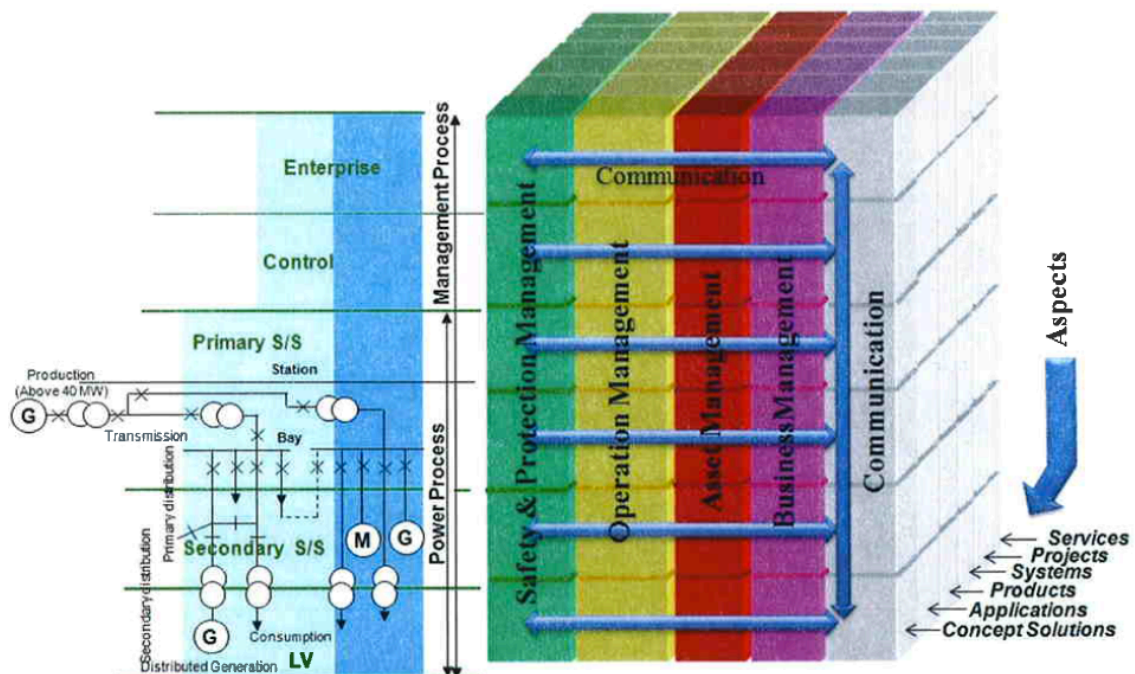 Enterprise
Control
Primary S/S
Station
Production
(Above 40 MW)
G
Transmission
Bay
Primary distribution
Secondary S/S
M
G
Secondary distribution
G
Consumption
Distributed Generation
LV
Management Process
Power Process
Safety & Protection Management
Operation Management
Asset Management
BusinessManagement
Communication
Communication
Aspects
Services
Projects
Systems
Products
Applications
Concept Solutions